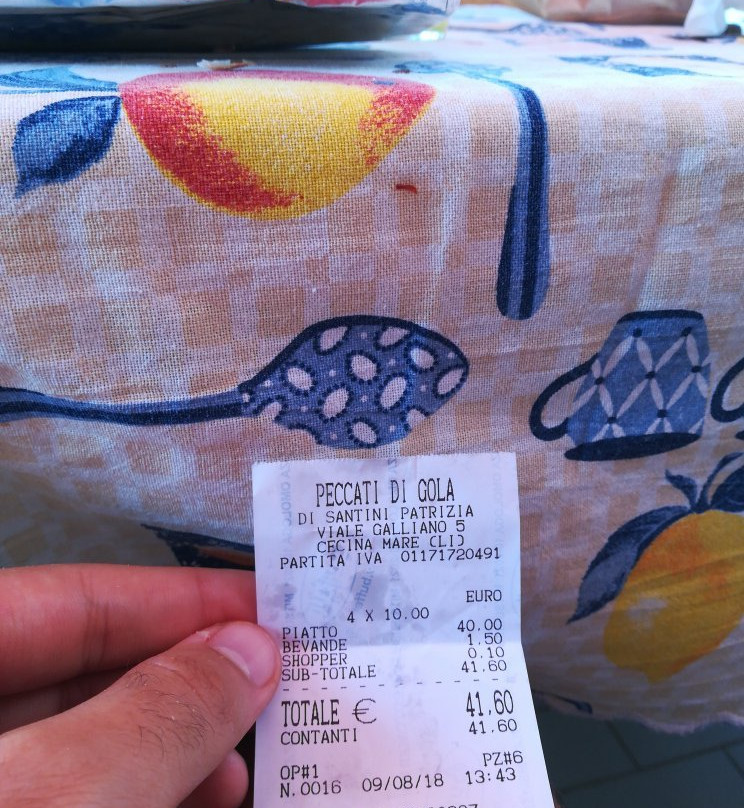 PECCATI DI GOLA
DI SANTINI PATRIZIA
VIALE GALLIANO 5
CECINA MARE (LI)
PARTITA IVA 01171720491
EURO
4 X 10.00
PIATTO 40.00
BEVANDE 1.50
SHOPPER 0.10
SUB-TOTALE 41.60
TOTALE € 41.60
CONTANTI 41.60
OP#1 PZ#6
N.0016 09/08/18 13:43